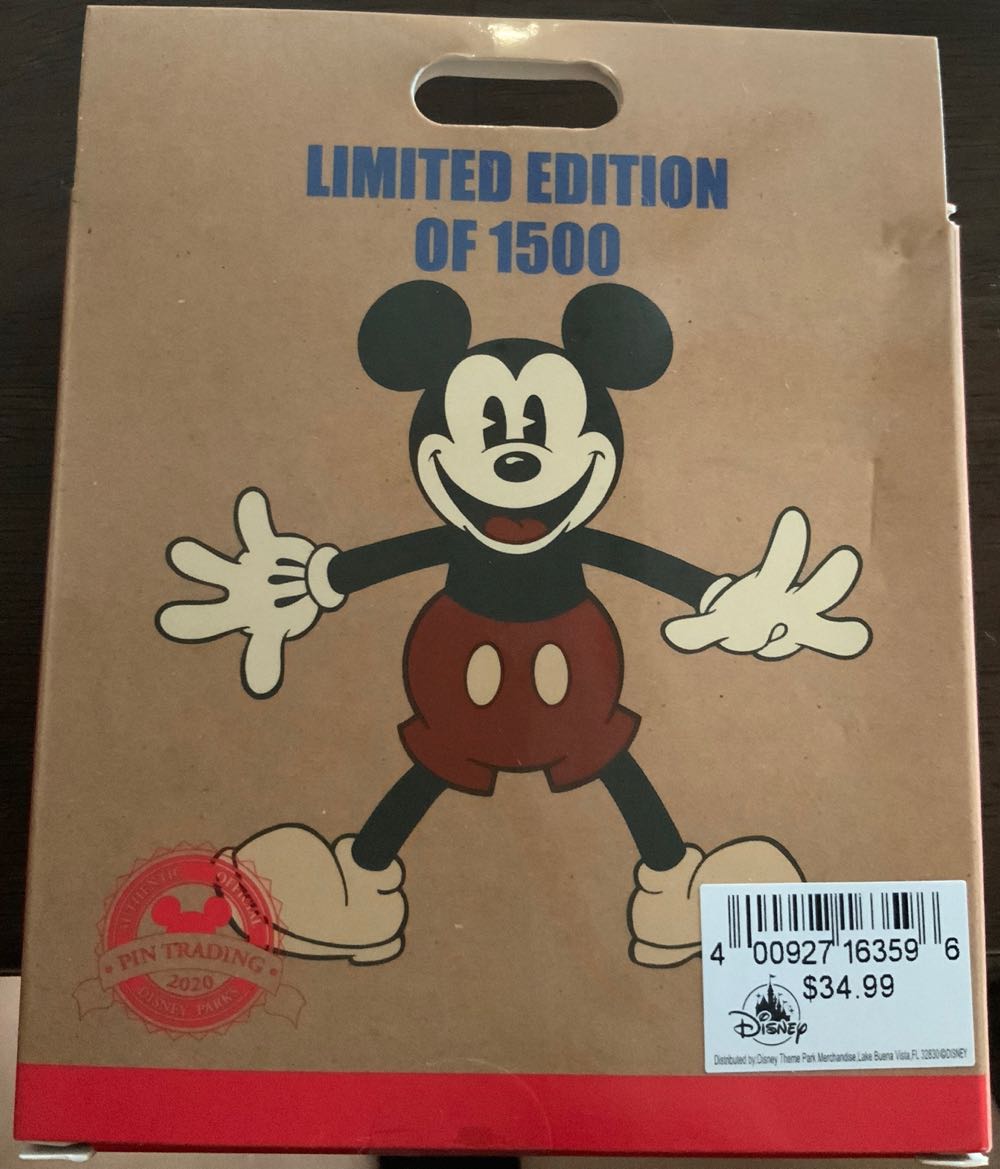 LIMITED EDITION
OF 1500
AUTHENTIC OFFICIAL
PIN TRADING
2020
DISNEY PARKS
4 00927 16359 6
$34.99
Disney
Distributed by Disney Theme Park Merchandise, Lake Buena Vista, FL 32830 ©DISNEY